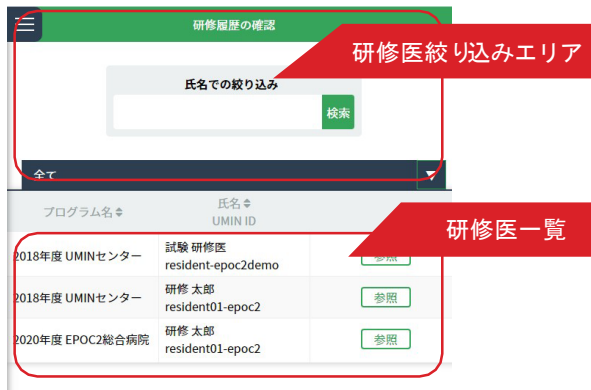 研修履歴の確認
研修医絞り込みエリア
氏名での絞り込み
検索
全て
プログラム名
氏名
UMIN ID
研修医一覧
2018年度 UMINセンター
試験 研修医
resident-epoc2demo
参照
2018年度 UMINセンター
研修 太郎
resident01-epoc2
参照
2020年度 EPOC2総合病院
研修 太郎
resident01-epoc2
参照